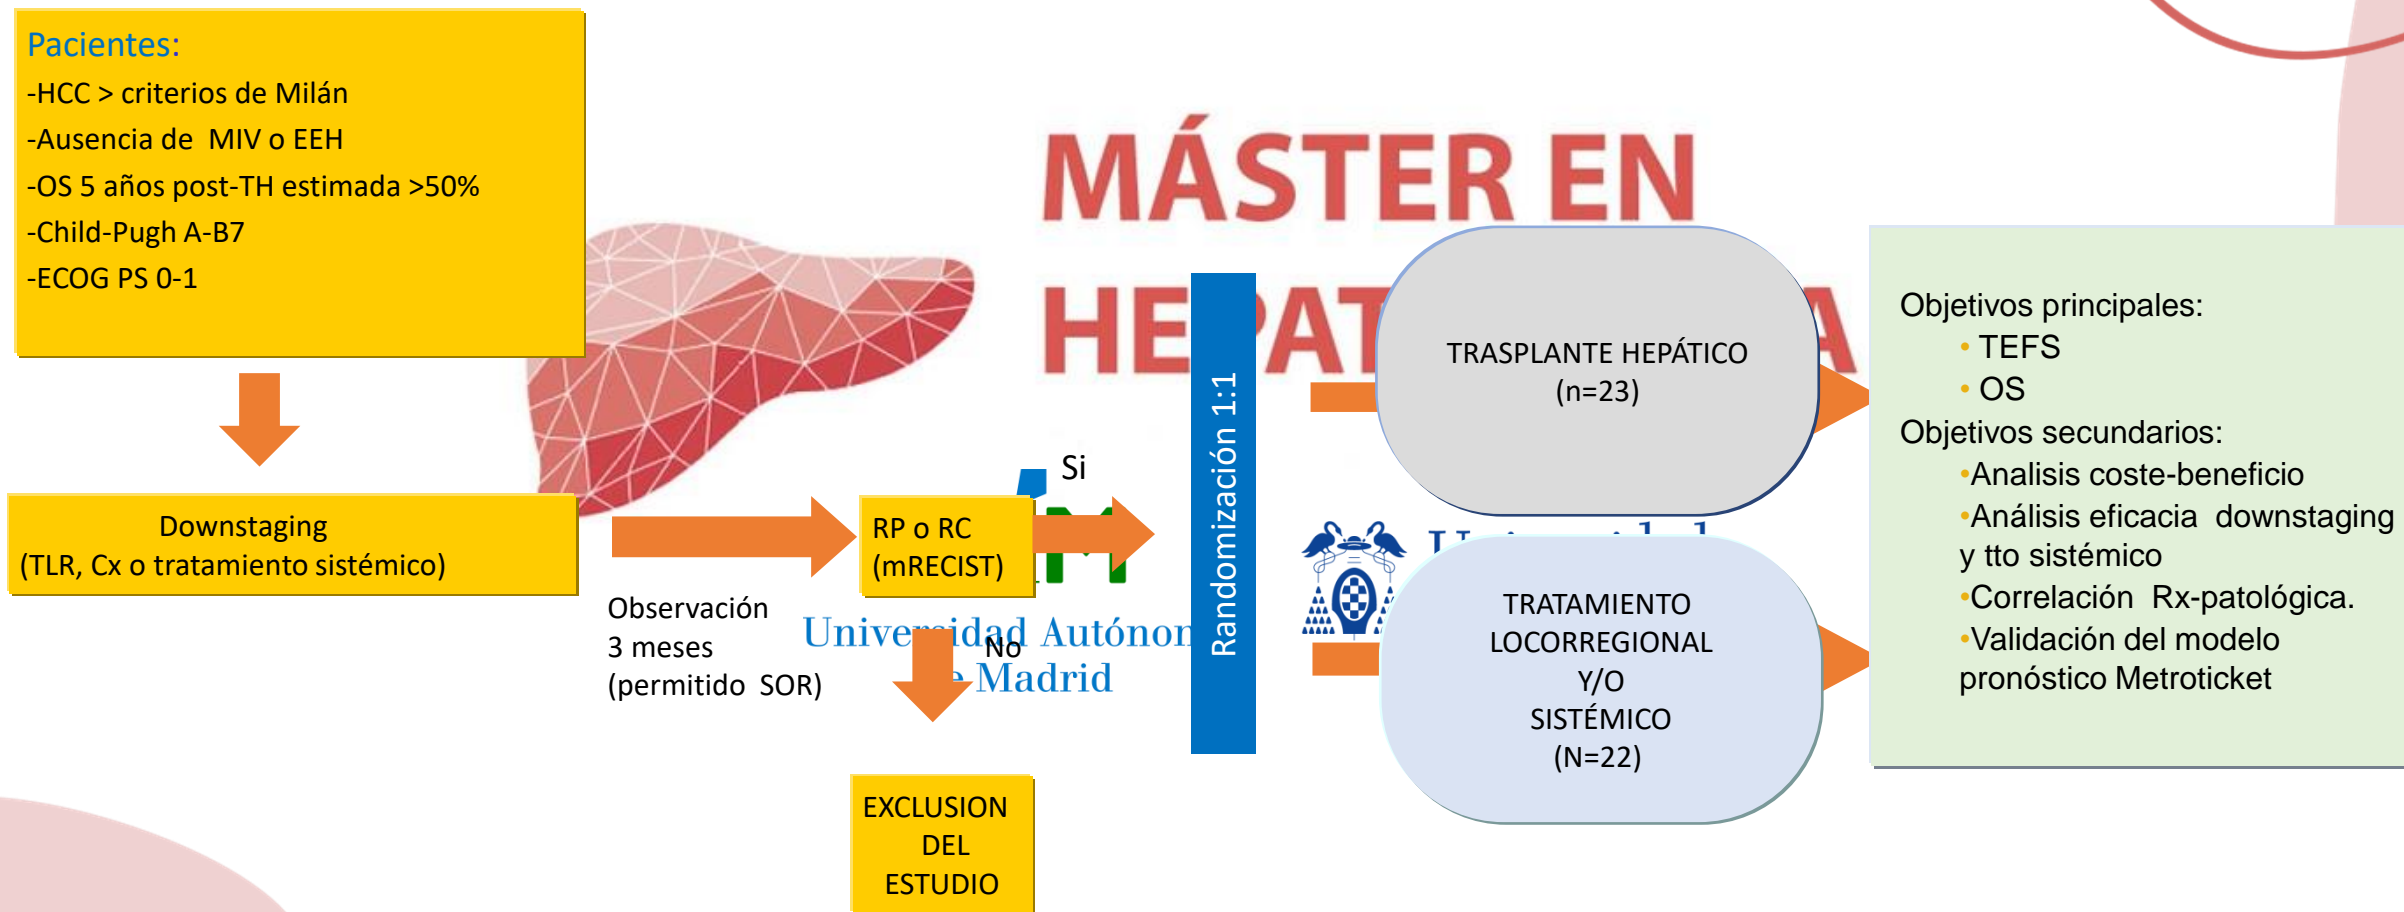 Pacientes:
-HCC > criterios de Milán
-Ausencia de MIV o EEH
-OS 5 años post-TH estimada >50%
-Child-Pugh A-B7
-ECOG PS 0-1
MÁSTER EN
Downstaging
(TLR, Cx o tratamiento sistémico)
Observación
3 meses
(permitido SOR)
RP o RC
(mRECIST)
Si
No
EXCLUSION
DEL
ESTUDIO
Madrid
Randomización 1:1
TRASPLANTE HEPÁTICO
(n=23)
TRATAMIENTO
LOCORREGIONAL
Y/O
SISTÉMICO
(N=22)
Objetivos principales:
• TEFS
• OS
Objetivos secundarios:
•Analisis coste-beneficio
•Análisis eficacia downstaging
y tto sistémico
•Correlación Rx-patológica.
•Validación del modelo
pronóstico Metroticket